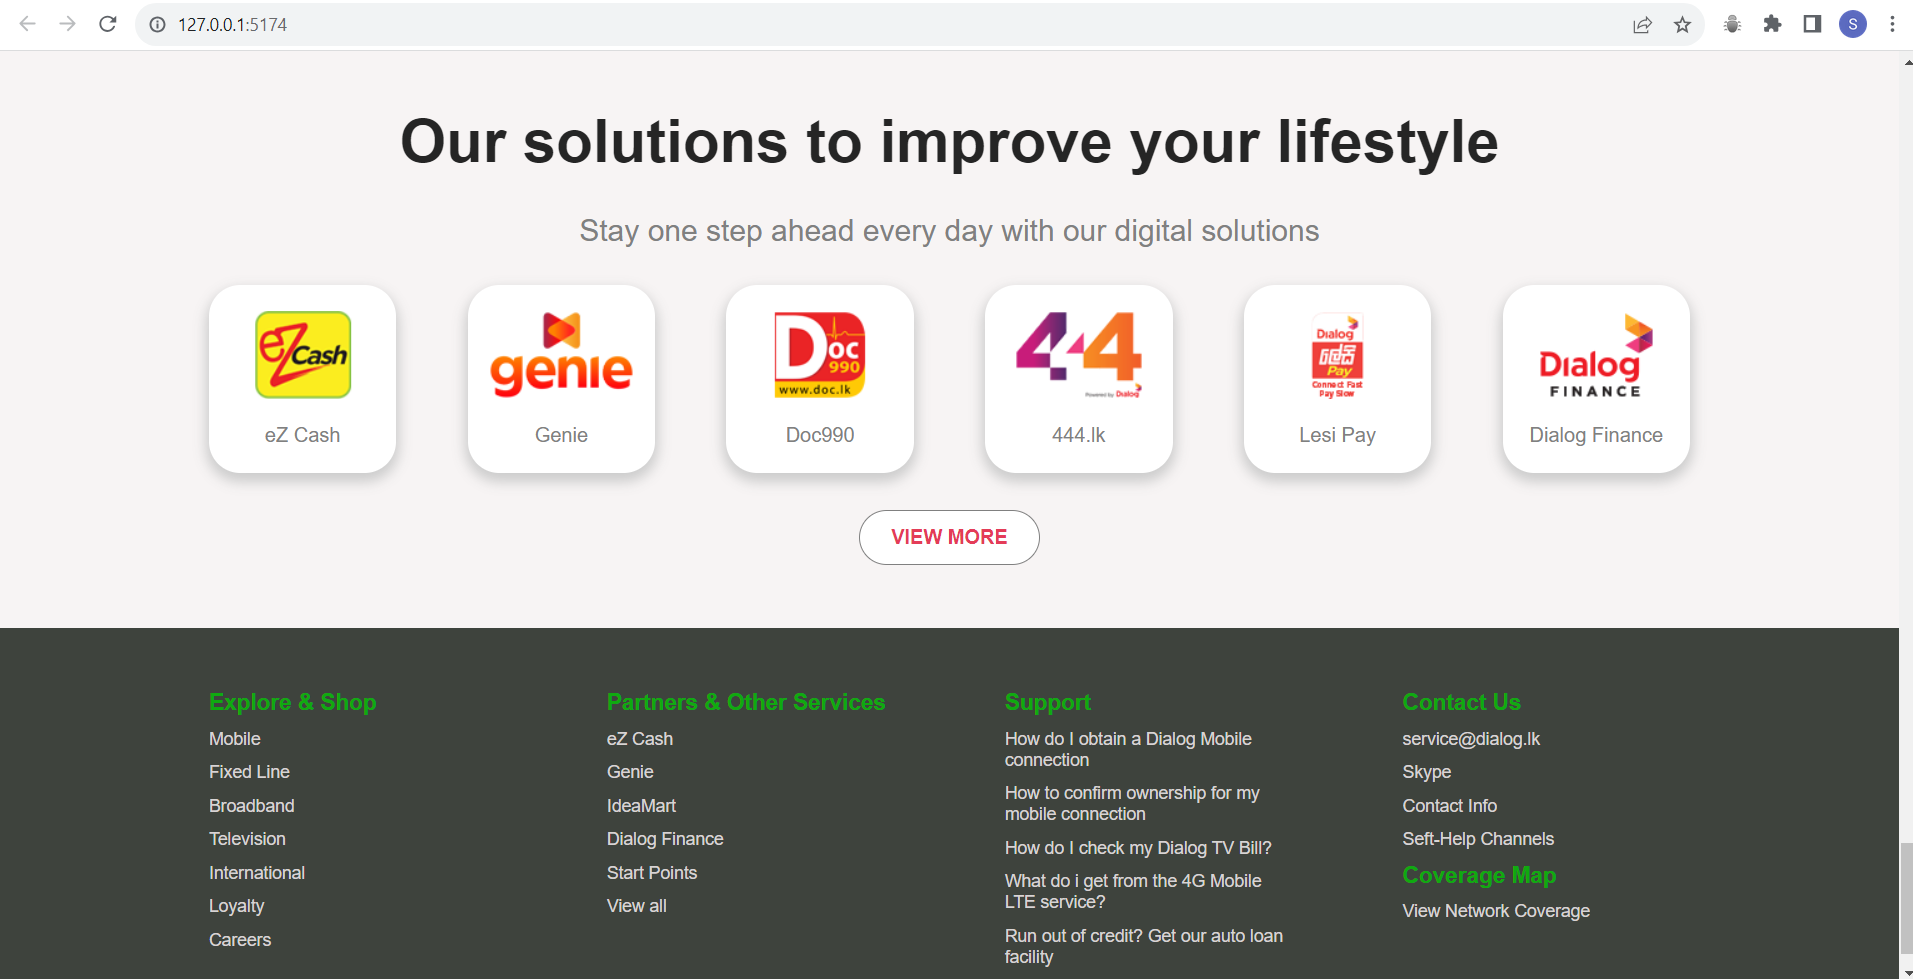 127.0.0.1:5174
S
Our solutions to improve your lifestyle
Stay one step ahead every day with our digital solutions
eZ Cash
eZ Cash
genie
Genie
Doc
990
www.doc.lk
Doc990
444
Powered by Dialog
444.lk
Dialog
ලේසි
Pay
Connect Fast
Pay Slow
Lesi Pay
Dialog
FINANCE
Dialog Finance
VIEW MORE
Explore & Shop
Mobile
Fixed Line
Broadband
Television
International
Loyalty
Careers
Partners & Other Services
eZ Cash
Genie
IdeaMart
Dialog Finance
Start Points
View all
Support
How do I obtain a Dialog Mobile
connection
How to confirm ownership for my
mobile connection
How do I check my Dialog TV Bill?
What do i get from the 4G Mobile
LTE service?
Run out of credit? Get our auto loan
facility
Contact Us
service@dialog.lk
Skype
Contact Info
Seft-Help Channels
Coverage Map
View Network Coverage